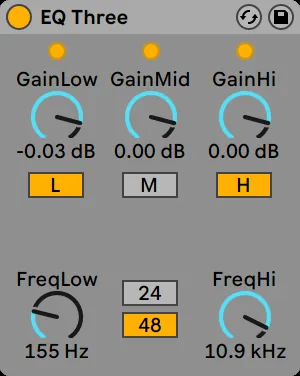 EQ Three
GainLow GainMid GainHi
-0.03 dB 0.00 dB 0.00 dB
L M H
FreqLow 24 FreqHi
48
155 Hz 10.9 kHz